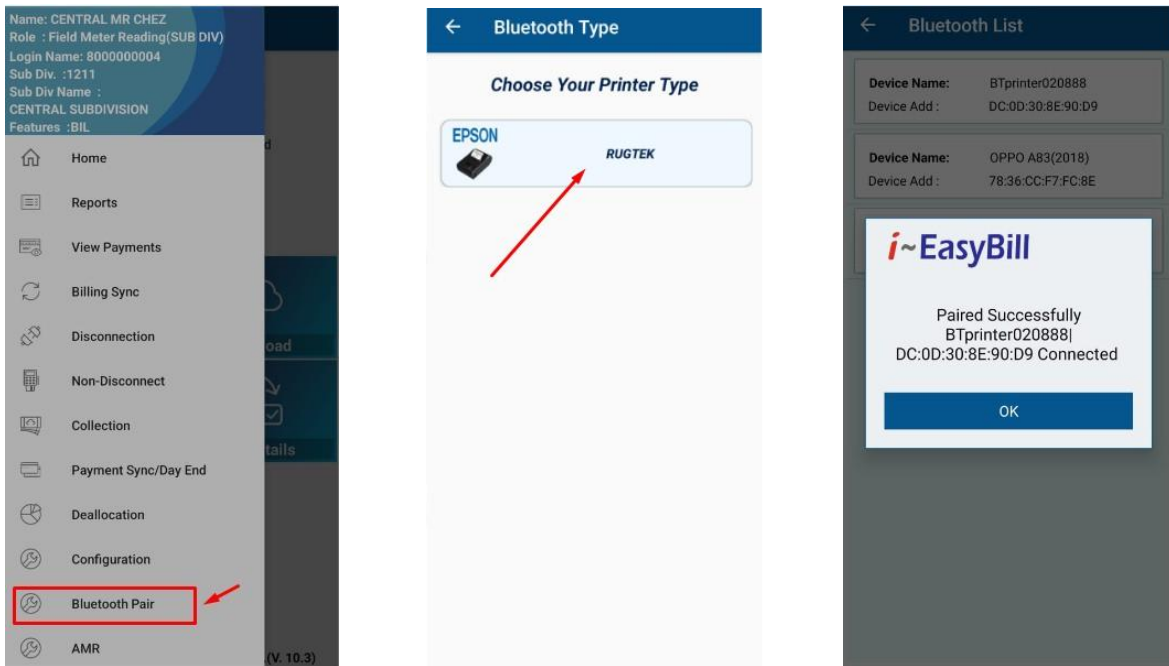 Name: CENTRAL MR CHEZ
Role : Field Meter Reading(SUB DIV)
Login Name: 8000000004
Sub Div. :1211
Sub Div Name :
CENTRAL SUBDIVISION
Features :BIL
Home
Reports
View Payments
Billing Sync
Disconnection
Non-Disconnect
Collection
Payment Sync/Day End
Deallocation
Configuration
Bluetooth Pair
AMR
d
oad
tails
(V. 10.3)
Bluetooth Type
Choose Your Printer Type
EPSON
RUGTEK
Bluetooth List
Device Name: BTprinter020888
Device Add : DC:0D:30:8E:90:D9
Device Name: OPPO A83(2018)
Device Add : 78:36:CC:F7:FC:8E
i~EasyBill
Paired Successfully
BTprinter020888|
DC:0D:30:8E:90:D9 Connected
OK